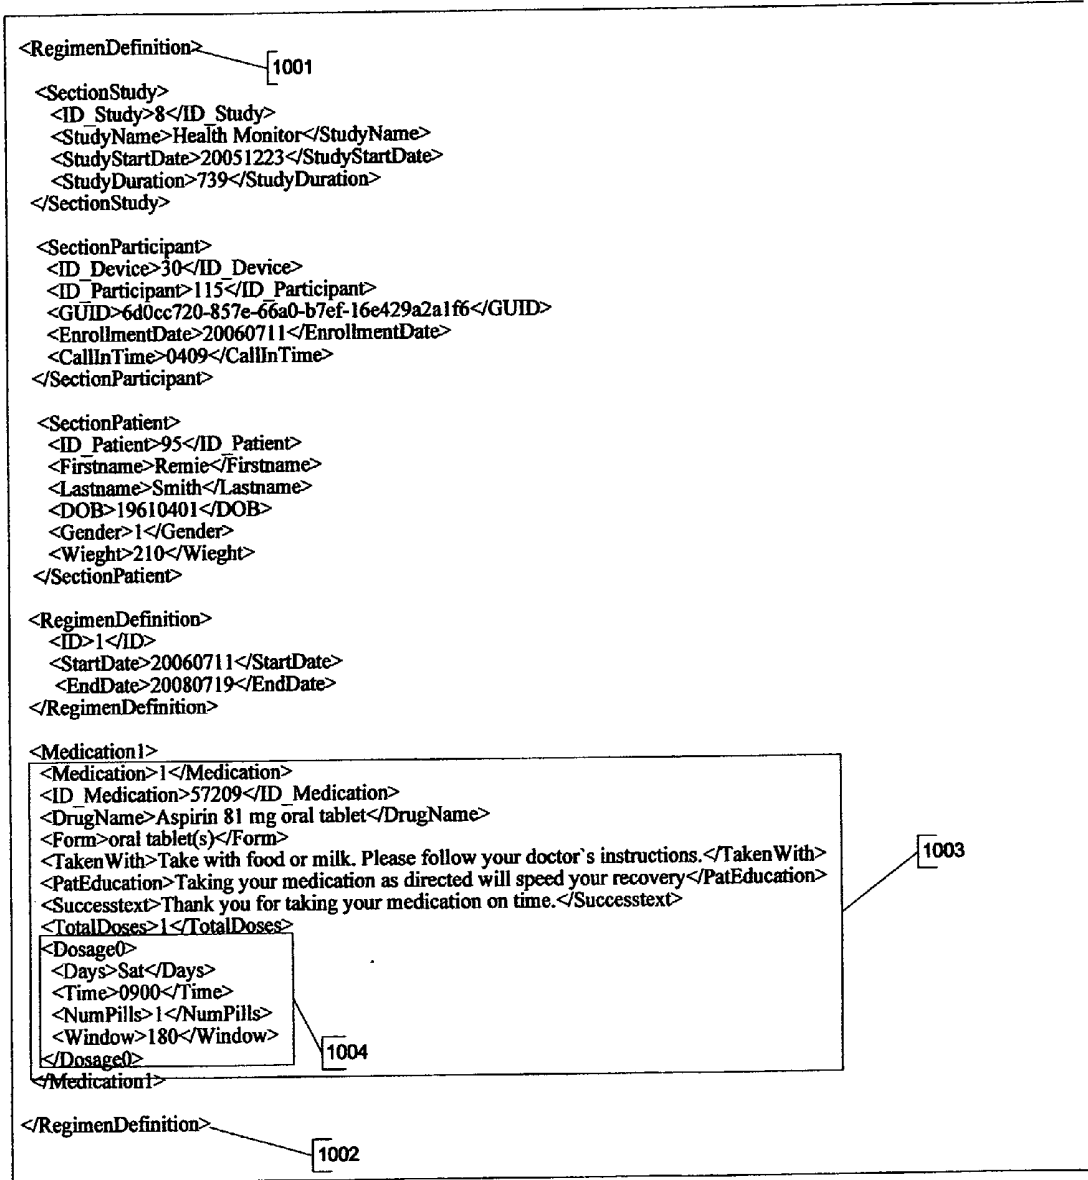 <RegimenDefinition>
1001
<SectionStudy>
<ID_Study>8</ID_Study>
<StudyName>Health Monitor</StudyName>
<StudyStartDate>20051223</StudyStartDate>
<StudyDuration>739</StudyDuration>
</SectionStudy>
<SectionParticipant>
<ID_Device>30</ID_Device>
<ID_Participant>115</ID_Participant>
<GUID>6d0cc720-857e-66a0-b7ef-16e429a2a1f6</GUID>
<EnrollmentDate>20060711</EnrollmentDate>
<CallInTime>0409</CallInTime>
</SectionParticipant>
<SectionPatient>
<ID_Patient>95</ID_Patient>
<Firstname>Remie</Firstname>
<Lastname>Smith</Lastname>
<DOB>19610401</DOB>
<Gender>1</Gender>
<Wieght>210</Wieght>
</SectionPatient>
<RegimenDefinition>
<ID>1</ID>
<StartDate>20060711</StartDate>
<EndDate>20080719</EndDate>
</RegimenDefinition>
<Medication1>
<Medication>1</Medication>
<ID_Medication>57209</ID_Medication>
<DrugName>Aspirin 81 mg oral tablet</DrugName>
<Form>oral tablet(s)</Form>
<TakenWith>Take with food or milk. Please follow your doctor`s instructions.</TakenWith>
1003
<PatEducation>Taking your medication as directed will speed your recovery</PatEducation>
<Successtext>Thank you for taking your medication on time.</Successtext>
<TotalDoses>1</TotalDoses>
<Dosage0>
<Days>Sat</Days>
<Time>0900</Time>
<NumPills>1</NumPills>
<Window>180</Window>
</Dosage0>
1004
</Medication1>
</RegimenDefinition>
1002